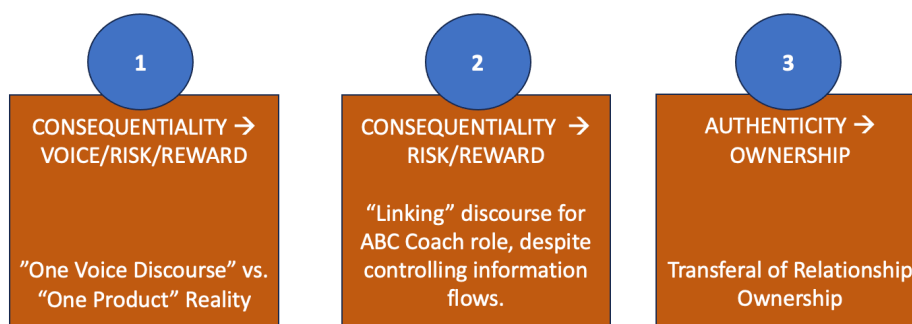 1
CONSEQUENTIALITY →
VOICE/RISK/REWARD
”One Voice Discourse” vs.
“One Product” Reality
2
CONSEQUENTIALITY →
RISK/REWARD
“Linking” discourse for
ABC Coach role, despite
controlling information
flows.
3
AUTHENTICITY →
OWNERSHIP
Transferal of Relationship
Ownership